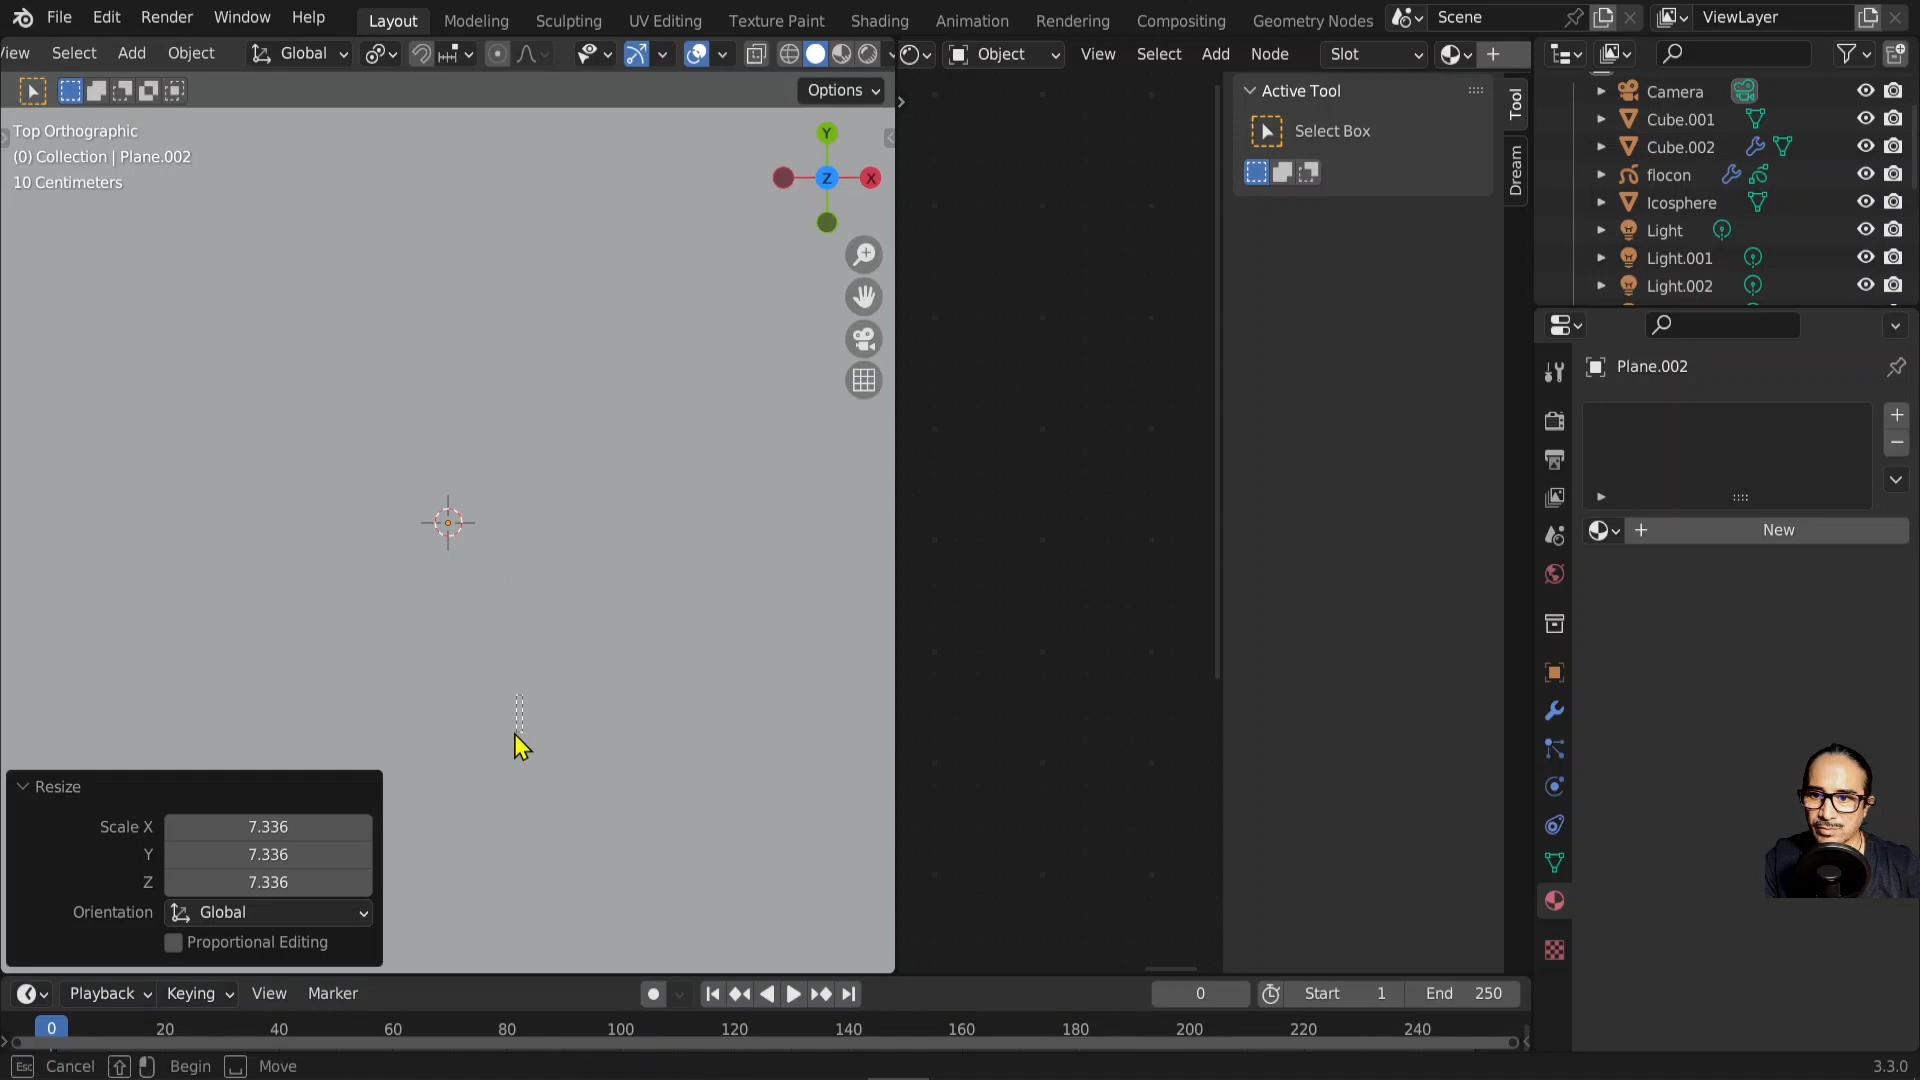 File Edit Render Window Help Layout Modeling Sculpting UV Editing Texture Paint Shading Animation Rendering Compositing Geometry Nodes Scene ViewLayer
iew Select Add Object Global Object View Select Add Node Slot
Options
Top Orthographic
(0) Collection | Plane.002
10 Centimeters
Y
Z
X
Active Tool
Select Box
Tool
Dream
Camera
Cube.001
Cube.002
flocon
Icosphere
Light
Light.001
Light.002
Plane.002
New
Resize
Scale X 7.336
Y 7.336
Z 7.336
Orientation Global
Proportional Editing
Playback Keying View Marker 0 Start 1 End 250
0 20 40 60 80 100 120 140 160 180 200 220 240
Esc Cancel Begin Move 3.3.0